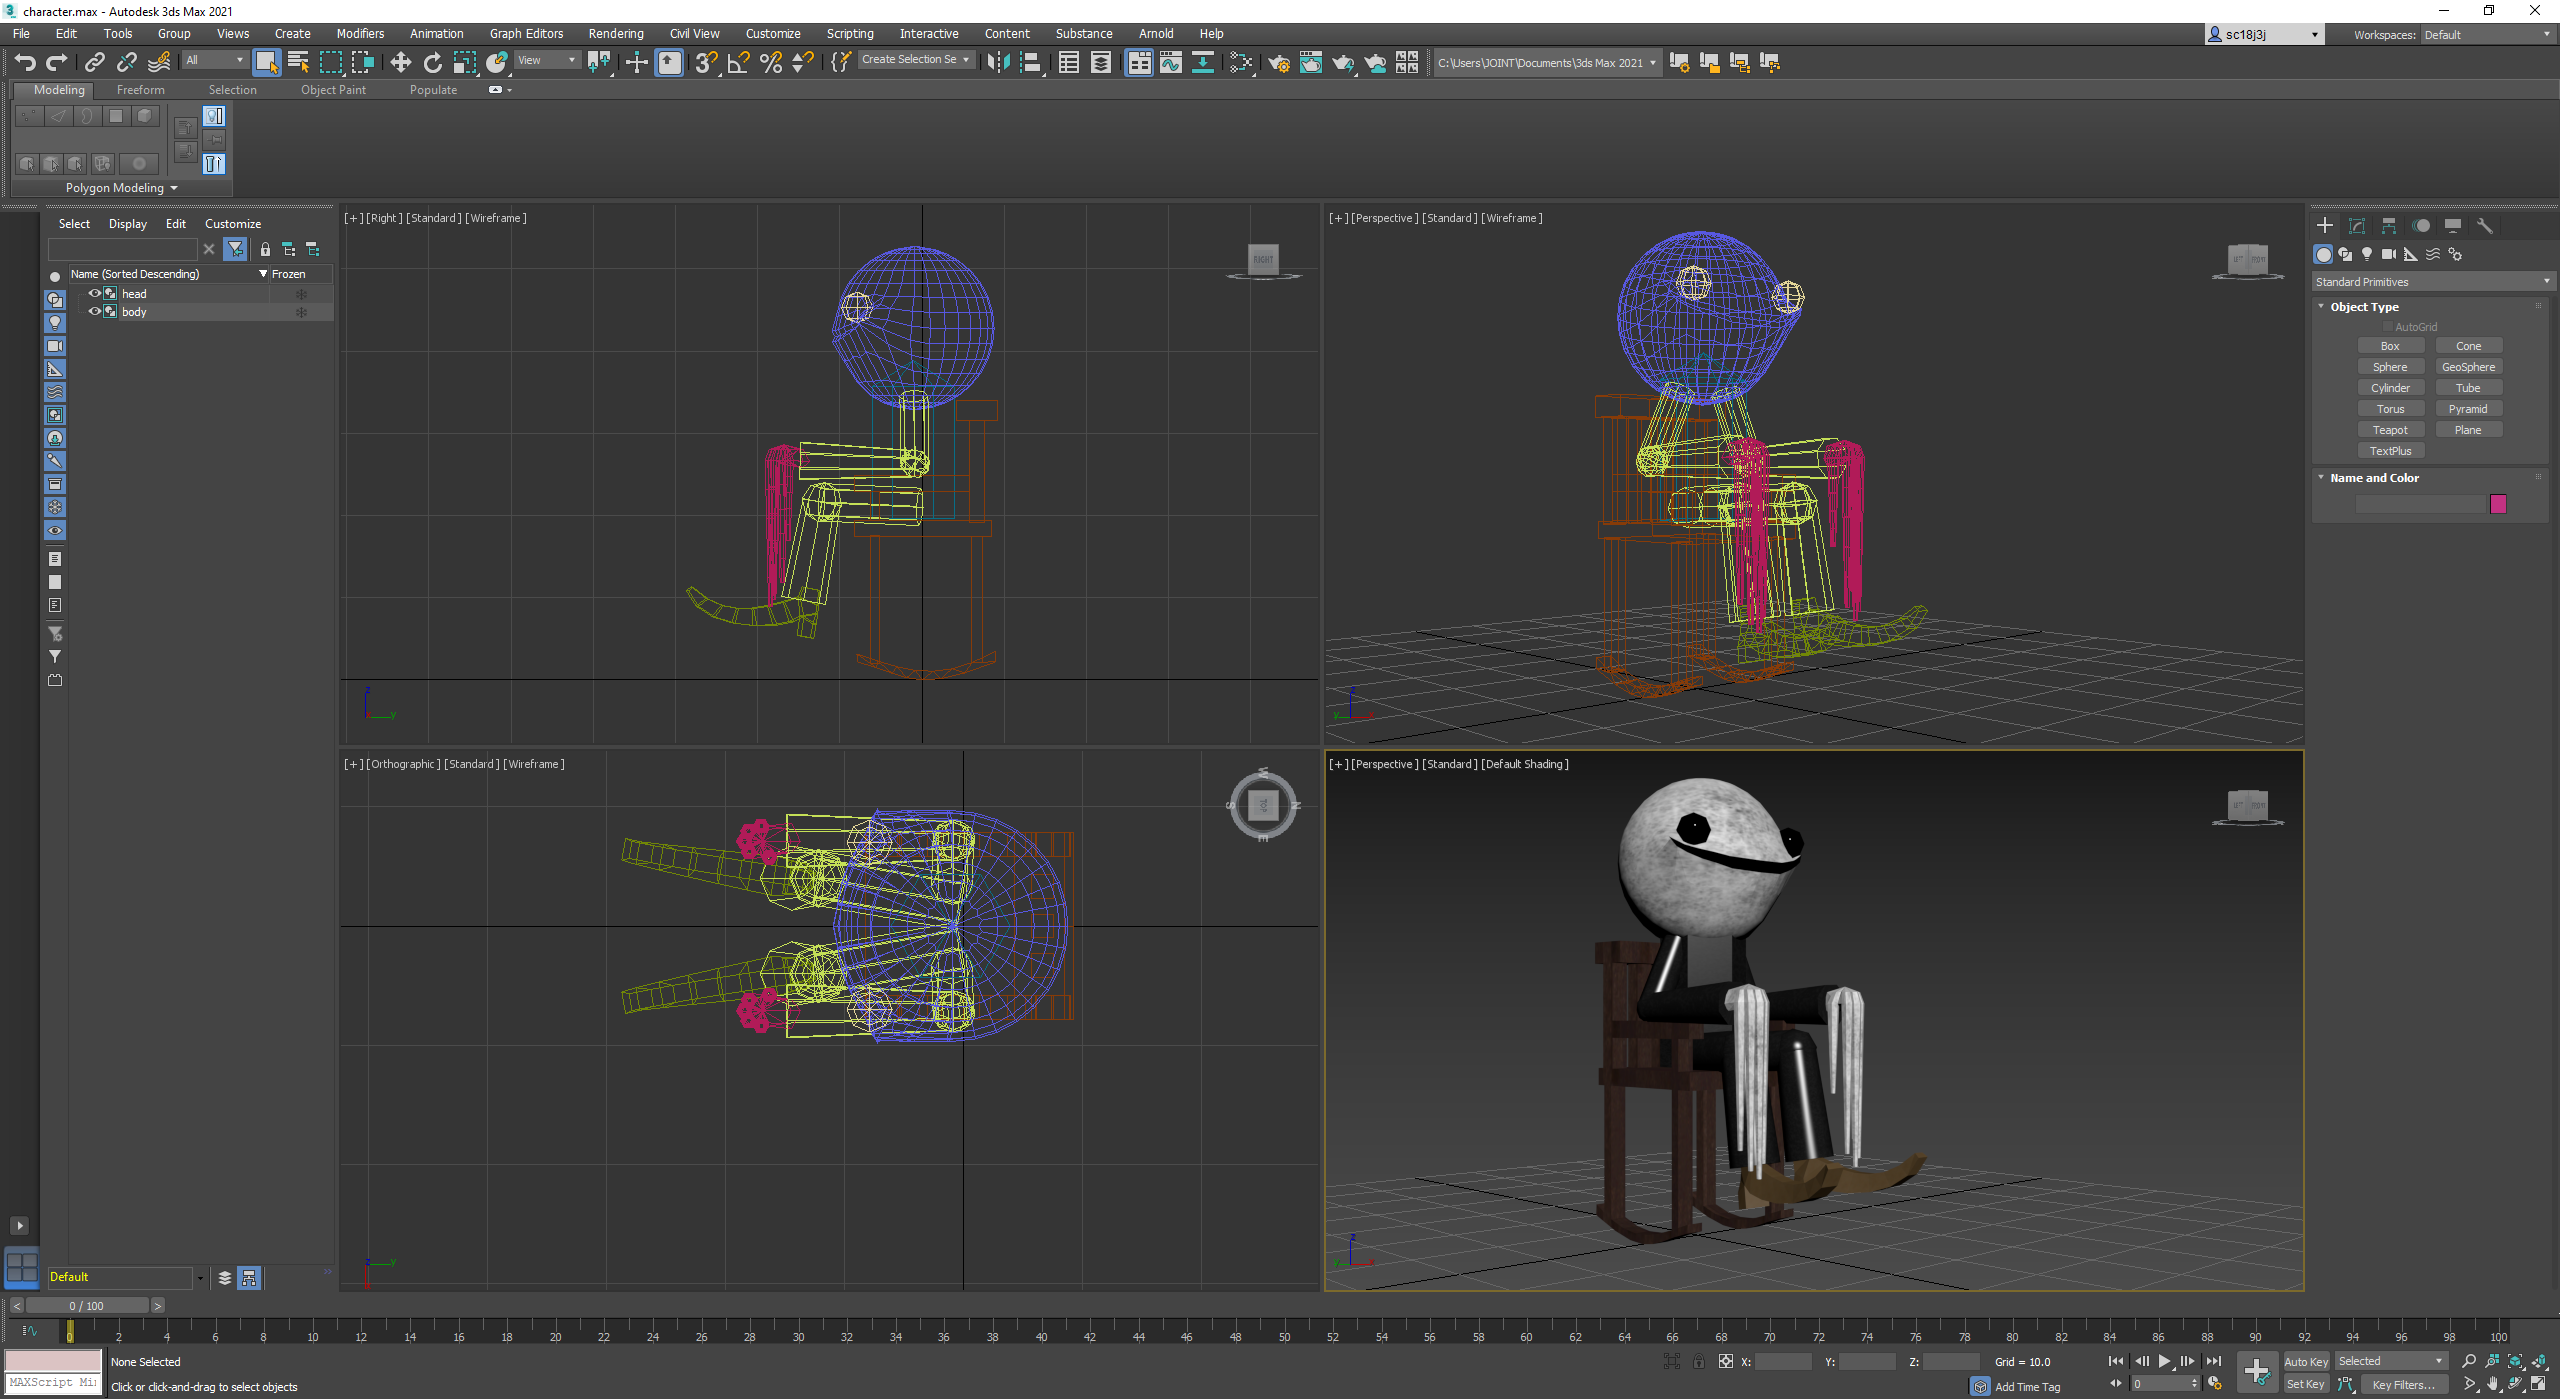 character.max - Autodesk 3ds Max 2021
File Edit Tools Group Views Create Modifiers Animation Graph Editors Rendering Civil View Customize Scripting Interactive Content Substance Arnold Help
sc18j3j Workspaces: Default
All View Create Selection Se C:\Users\JOINT\Documents\3ds Max 2021
Modeling Freeform Selection Object Paint Populate
Polygon Modeling
Select Display Edit Customize
Name (Sorted Descending) Frozen
head
body
[+] [Right] [Standard] [Wireframe]
RIGHT
z
y
[+] [Perspective] [Standard] [Wireframe]
[+] [Orthographic] [Standard] [Wireframe]
W
S TOP N
E
[+] [Perspective] [Standard] [Default Shading]
Standard Primitives
Object Type
AutoGrid
Box Cone
Sphere GeoSphere
Cylinder Tube
Torus Pyramid
Teapot Plane
TextPlus
Name and Color
Default
0 / 100
0 2 4 6 8 10 12 14 16 18 20 22 24 26 28 30 32 34 36 38 40 42 44 46 48 50 52 54 56 58 60 62 64 66 68 70 72 74 76 78 80 82 84 86 88 90 92 94 96 98 100
None Selected
X: Y: Z: Grid = 10.0
Auto Key Selected
MAXScript Mi
Click or click-and-drag to select objects
Add Time Tag
0
Set Key Key Filters...